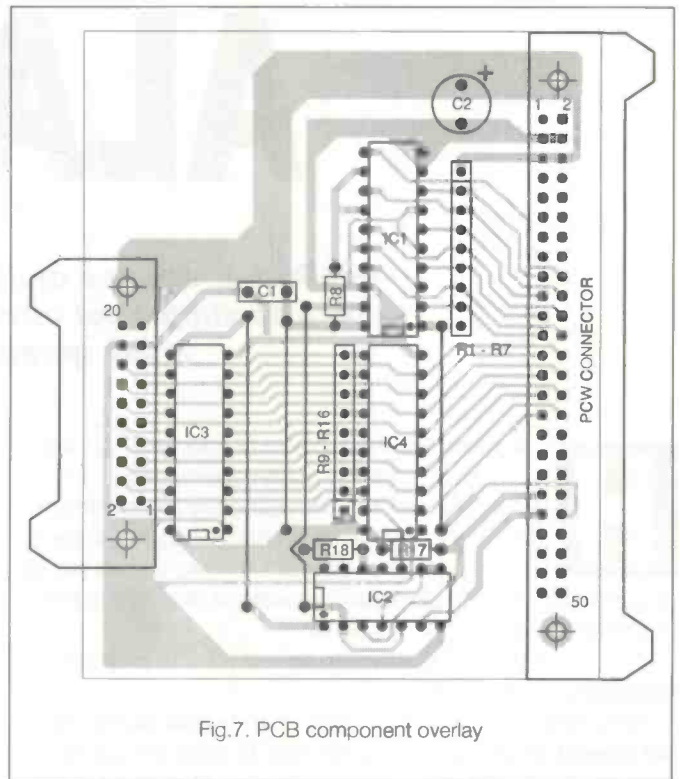 +
C2
1 2
IC1
20
C1
R8
PCW CONNECTOR
R1 - R7
IC3
R9 - R16
IC4
2 1
R18
R17
IC2
50
Fig.7. PCB component overlay